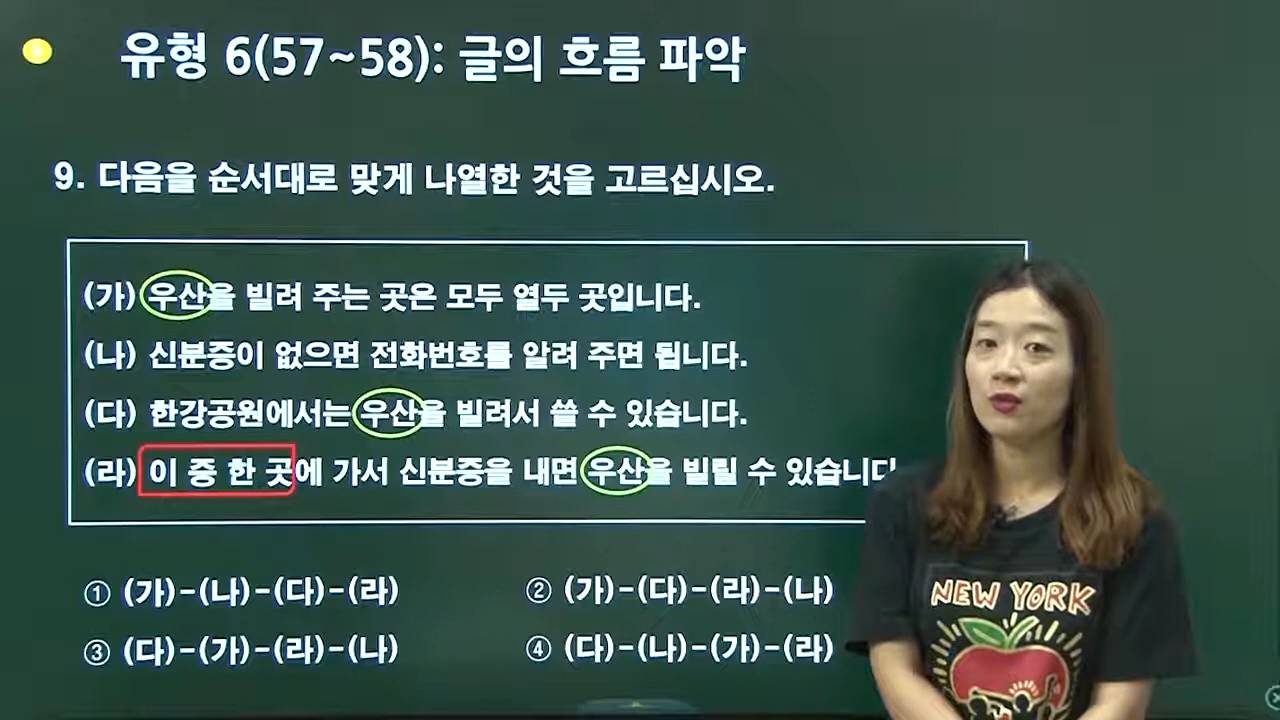 유형 6(57~58): 글의 흐름 파악
9. 다음을 순서대로 맞게 나열한 것을 고르십시오.
(가) 우산을 빌려 주는 곳은 모두 열두 곳입니다.
(나) 신분증이 없으면 전화번호를 알려 주면 됩니다.
(다) 한강공원에서는 우산을 빌려서 쓸 수 있습니다.
(라) 이 중 한 곳에 가서 신분증을 내면 우산을 빌릴 수 있습니다
① (가)-(나)-(다)-(라)
② (가)-(다)-(라)-(나)
③ (다)-(가)-(라)-(나)
④ (다)-(나)-(가)-(라)
NEW YORK